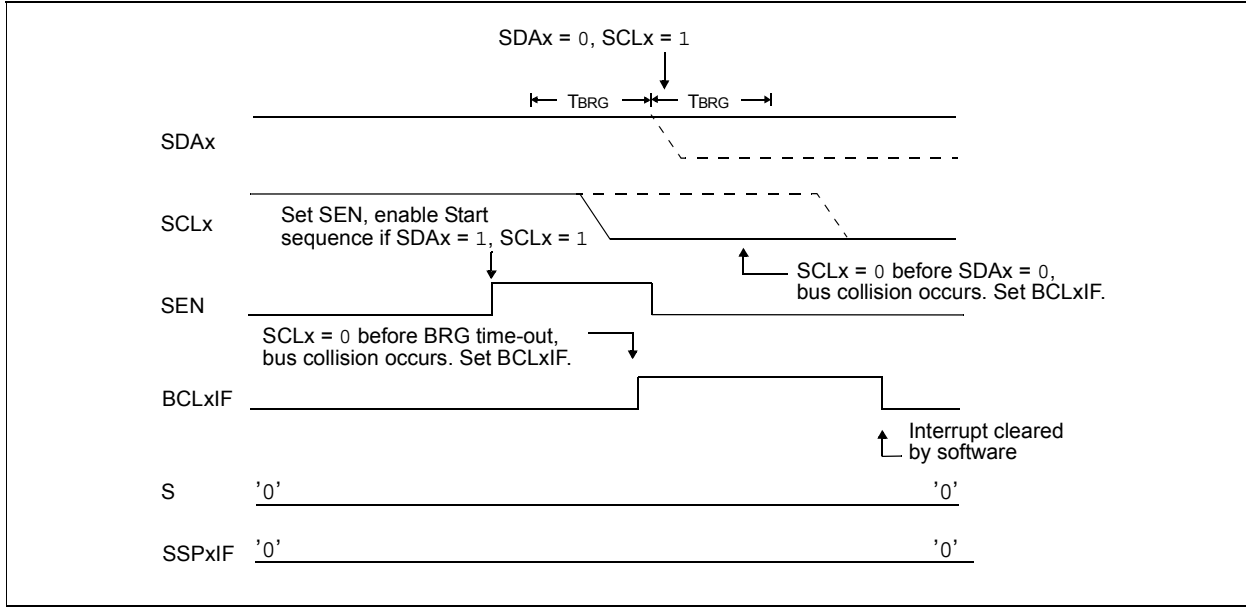 SDAx = 0, SCLx = 1
TBRG TBRG
SDAx
SCLx
Set SEN, enable Start
sequence if SDAx = 1, SCLx = 1
SCLx = 0 before SDAx = 0,
bus collision occurs. Set BCLxIF.
SEN
SCLx = 0 before BRG time-out,
bus collision occurs. Set BCLxIF.
BCLxIF
Interrupt cleared
by software
S '0' '0'
SSPxIF '0' '0'